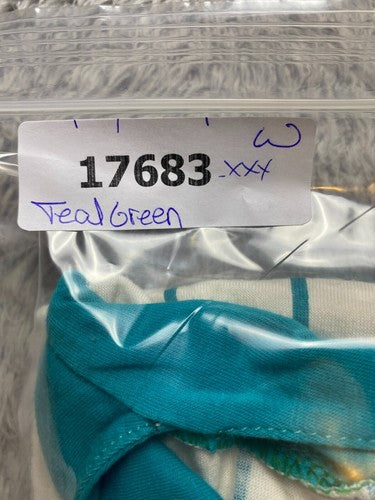 W
17683-xxx
Teal Green